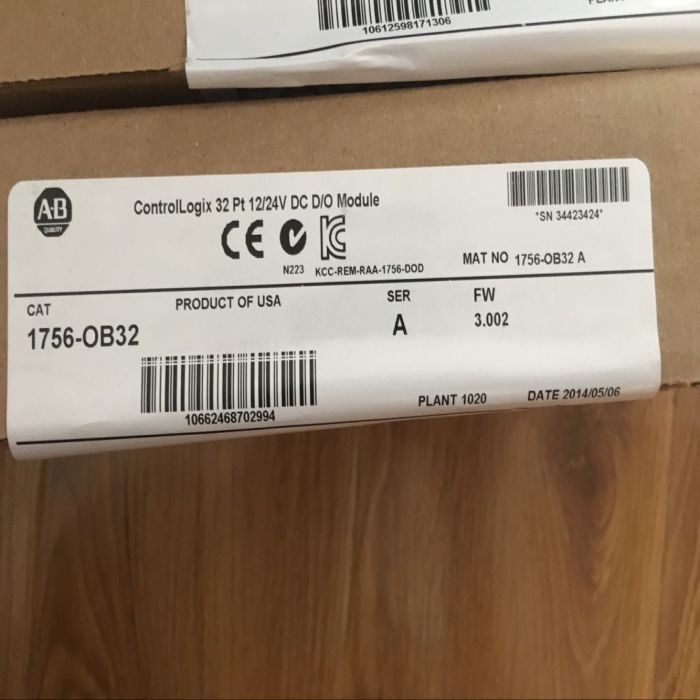 10612598171306
A-B
QUALITY
ControlLogix 32 Pt 12/24V DC D/O Module
*SN 34423424*
CE
N223
KCC-REM-RAA-1756-DOD
MAT NO 1756-OB32 A
CAT
PRODUCT OF USA
SER
FW
1756-OB32
A
3.002
10662468702994
PLANT 1020
DATE 2014/05/06